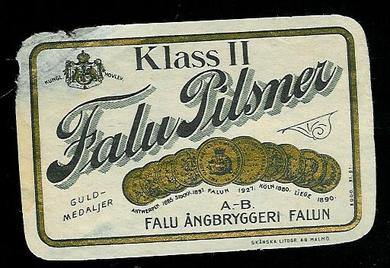 Klass II
KUNGL. HOVLEV.
Falu Pilsner
GULD-
MEDALJER
ANTWERPEN 1885. STOCKH. 1897. FALUN 1927. KÖLN 1880. LIEGE 1890.
A.-B.
FALU ÅNGBRYGGERI FALUN
SKÅNSKA LITOGR. AB MALMÖ.